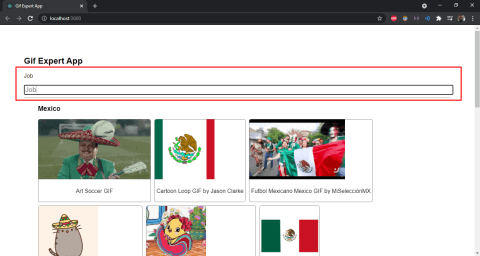 Gif Expert App
localhost:3000
Gif Expert App
Job
Job
Mexico
Art Soccer GIF
Cartoon Loop GIF by Jason Clarke
Futbol Mexicano Mexico GIF by MiSelecciónMX